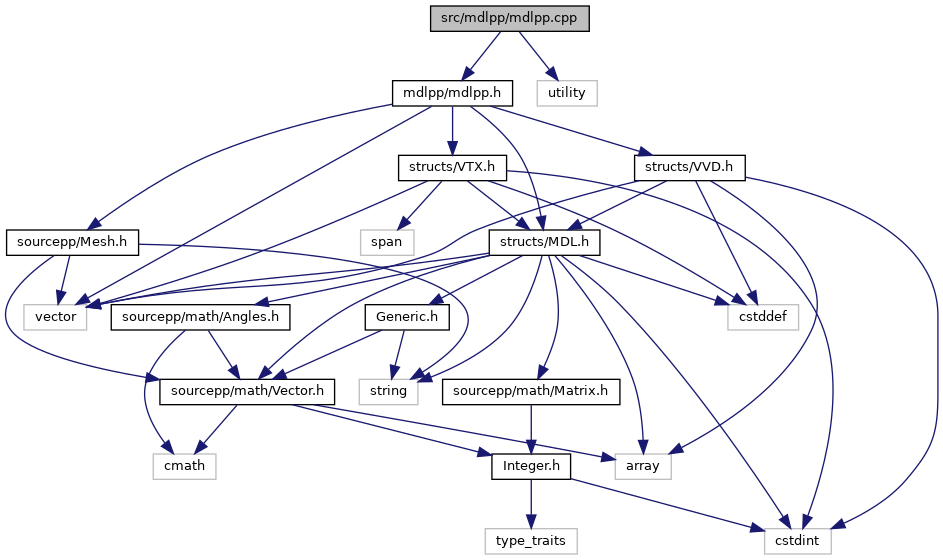 src/mdlpp/mdlpp.cpp
mdlpp/mdlpp.h
utility
structs/VTX.h
structs/VVD.h
sourcepp/Mesh.h
span
structs/MDL.h
vector
sourcepp/math/Angles.h
Generic.h
cstddef
sourcepp/math/Vector.h
string
sourcepp/math/Matrix.h
cmath
Integer.h
array
type_traits
cstdint